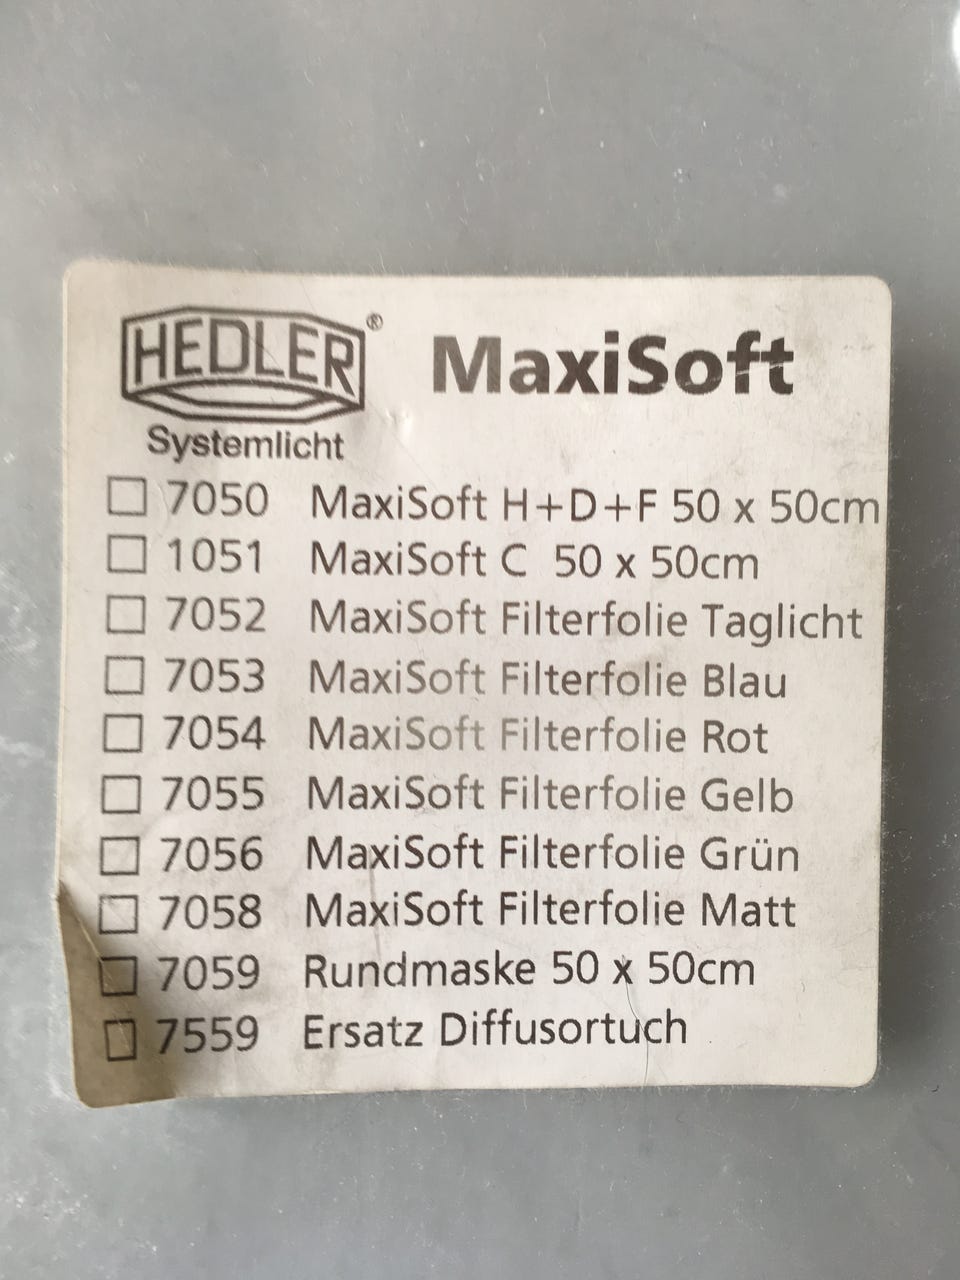 HEDLER®
MaxiSoft
Systemlicht
☐ 7050 MaxiSoft H+D+F 50 x 50cm
☐ 1051 MaxiSoft C 50 x 50cm
☐ 7052 MaxiSoft Filterfolie Taglicht
☐ 7053 MaxiSoft Filterfolie Blau
☐ 7054 MaxiSoft Filterfolie Rot
☐ 7055 MaxiSoft Filterfolie Gelb
☐ 7056 MaxiSoft Filterfolie Grün
☐ 7058 MaxiSoft Filterfolie Matt
☐ 7059 Rundmaske 50 x 50cm
☐ 7559 Ersatz Diffusortuch